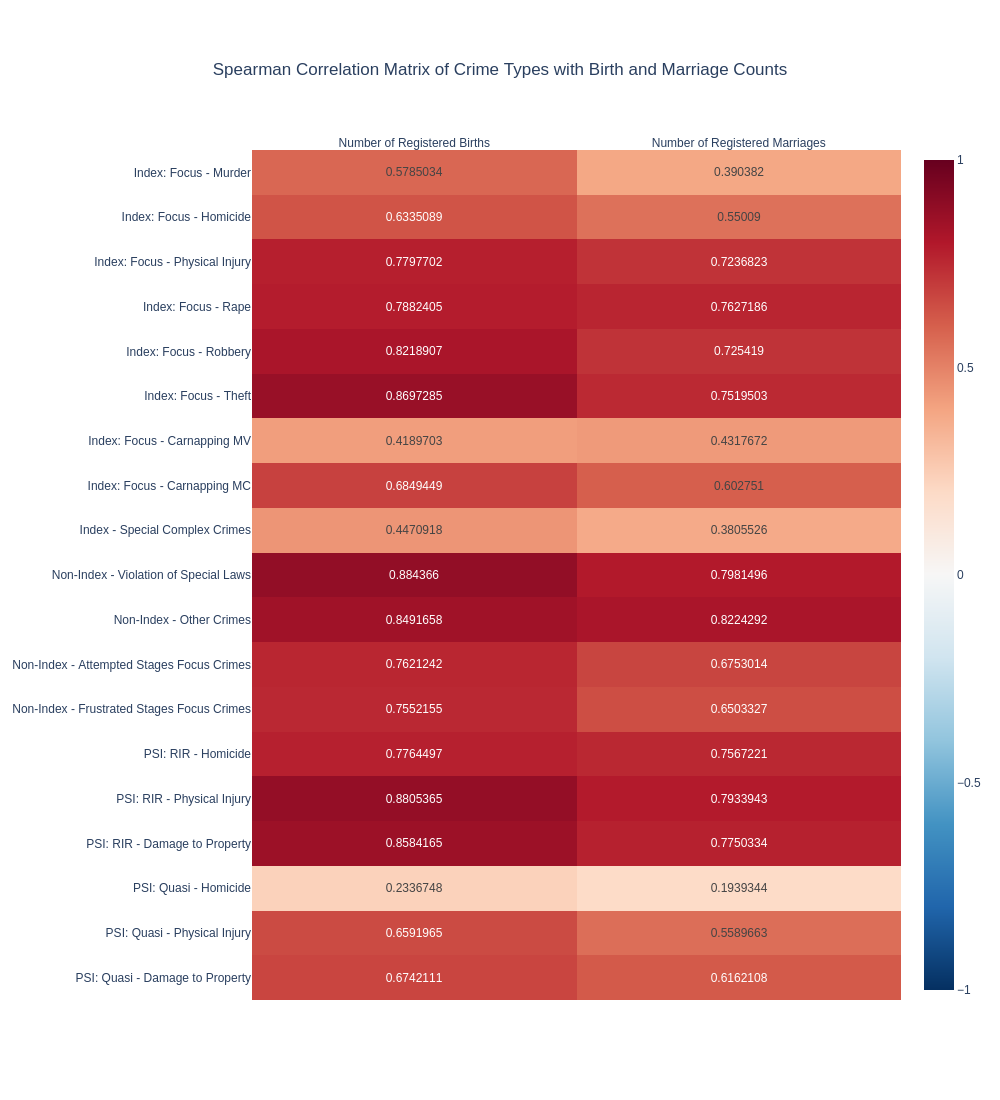 Spearman Correlation Matrix of Crime Types with Birth and Marriage Counts
Number of Registered Births Number of Registered Marriages
Index: Focus - Murder 0.5785034 0.390382
Index: Focus - Homicide 0.6335089 0.55009
Index: Focus - Physical Injury 0.7797702 0.7236823
Index: Focus - Rape 0.7882405 0.7627186
Index: Focus - Robbery 0.8218907 0.725419
Index: Focus - Theft 0.8697285 0.7519503
Index: Focus - Carnapping MV 0.4189703 0.4317672
Index: Focus - Carnapping MC 0.6849449 0.602751
Index - Special Complex Crimes 0.4470918 0.3805526
Non-Index - Violation of Special Laws 0.884366 0.7981496
Non-Index - Other Crimes 0.8491658 0.8224292
Non-Index - Attempted Stages Focus Crimes 0.7621242 0.6753014
Non-Index - Frustrated Stages Focus Crimes 0.7552155 0.6503327
PSI: RIR - Homicide 0.7764497 0.7567221
PSI: RIR - Physical Injury 0.8805365 0.7933943
PSI: RIR - Damage to Property 0.8584165 0.7750334
PSI: Quasi - Homicide 0.2336748 0.1939344
PSI: Quasi - Physical Injury 0.6591965 0.5589663
PSI: Quasi - Damage to Property 0.6742111 0.6162108
1
0.5
0
−0.5
−1